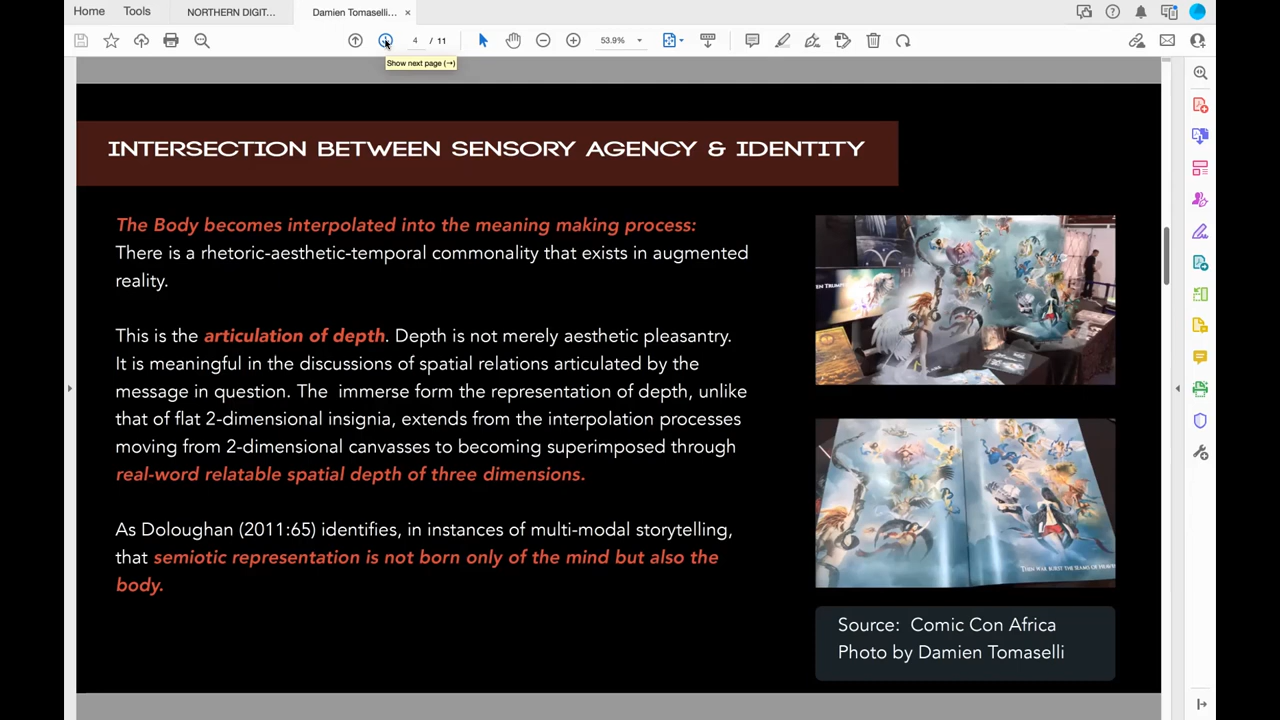 Home
Tools
NORTHERN DIGIT...
Damien Tomaselli...
4 / 11
53.9%
Show next page (→)
INTERSECTION BETWEEN SENSORY AGENCY & IDENTITY
The Body becomes interpolated into the meaning making process:
There is a rhetoric-aesthetic-temporal commonality that exists in augmented
reality.
This is the articulation of depth. Depth is not merely aesthetic pleasantry.
It is meaningful in the discussions of spatial relations articulated by the
message in question. The  immerse form the representation of depth, unlike
that of flat 2-dimensional insignia, extends from the interpolation processes
moving from 2-dimensional canvasses to becoming superimposed through
real-word relatable spatial depth of three dimensions.
As Doloughan (2011:65) identifies, in instances of multi-modal storytelling,
that semiotic representation is not born only of the mind but also the
body.
THEN WAR BURST THE SEAMS OF HEAVEN
Source:  Comic Con Africa
Photo by Damien Tomaselli